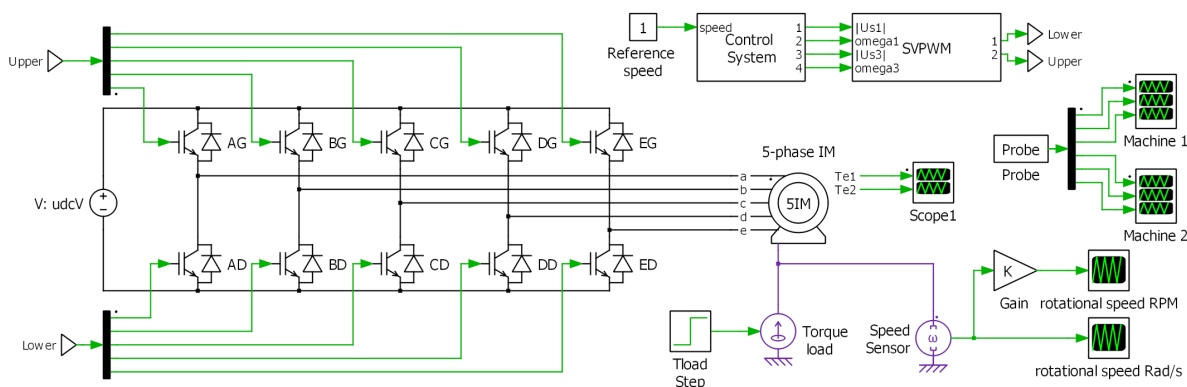 1
Reference
speed
speed
Control
System
1
2
3
4
|Us1|
omega1
|Us3|
omega3
SVPWM
1
2
Lower
Upper
Upper
AG
BG
CG
DG
EG
V: udcV
a
b
c
d
e
5-phase IM
5IM
Te1
Te2
Scope1
Probe
Probe
Machine 1
Machine 2
AD
BD
CD
DD
ED
Lower
Tload
Step
Torque
load
Speed
Sensor
ω
K
Gain
rotational speed RPM
rotational speed Rad/s